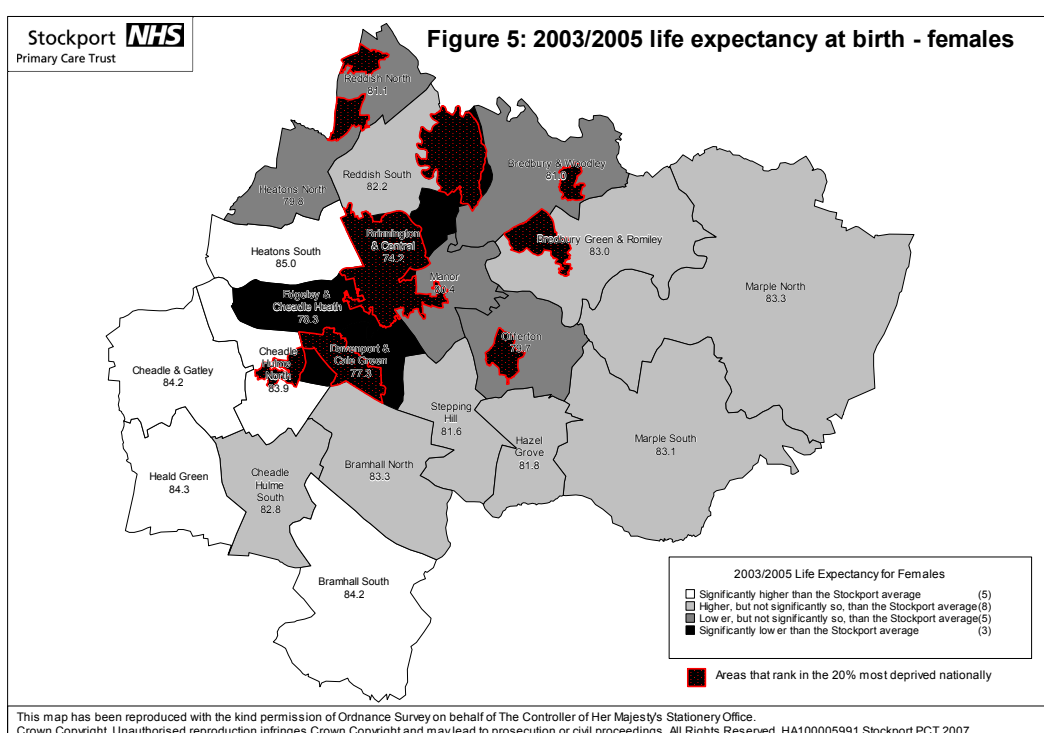 Stockport NHS
Primary Care Trust
Figure 5: 2003/2005 life expectancy at birth - females
Reddish North
81.1
Reddish South
82.2
Bredbury & Woodley
81.0
Heatons North
79.8
Heatons South
85.0
Brinnington
& Central
74.2
Bredbury Green & Romiley
83.0
Manor
Marple North
83.3
Edgeley &
Cheadle Heath
78.3
Offerton
79.7
Davenport &
Cale Green
77.3
Cheadle
Hulme
North
83.9
Cheadle & Gatley
84.2
Stepping
Hill
81.6
Hazel
Grove
81.8
Marple South
83.1
Bramhall North
83.3
Heald Green
84.3
Cheadle
Hulme
South
82.8
Bramhall South
84.2
2003/2005 Life Expectancy for Females
Significantly higher than the Stockport average (5)
Higher, but not significantly so, than the Stockport average (8)
Lower, but not significantly so, than the Stockport average (5)
Significantly lower than the Stockport average (3)
Areas that rank in the 20% most deprived nationally
This map has been reproduced with the kind permission of Ordnance Survey on behalf of The Controller of Her Majesty's Stationery Office.
Crown Copyright. Unauthorised reproduction infringes Crown Copyright and may lead to prosecution or civil proceedings. All Rights Reserved. HA100005991 Stockport PCT 2007